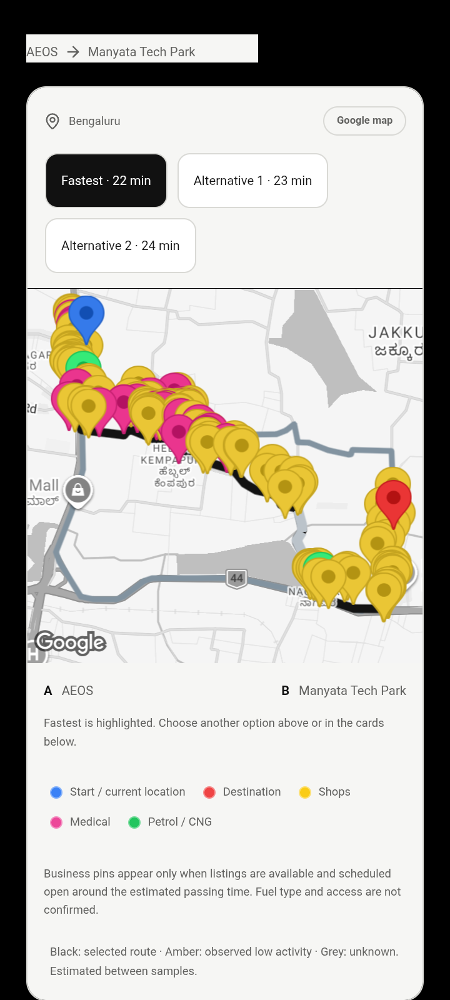 AEOS → Manyata Tech Park
Bengaluru
Google map
Fastest · 22 min
Alternative 1 · 23 min
Alternative 2 · 24 min
JAKKU
ಜಕ್ಕೂರ
Rd
KEMPAPUR
ಹೆಬ್ಬಲ್
ಕೆಂಪಪುರ
Mall
ಮಾಲ್
44
Google
H
A AEOS
B Manyata Tech Park
Fastest is highlighted. Choose another option above or in the cards
below.
Start / current location
Destination
Shops
Medical
Petrol / CNG
Business pins appear only when listings are available and scheduled
open around the estimated passing time. Fuel type and access are not
confirmed.
Black: selected route · Amber: observed low activity · Grey: unknown.
Estimated between samples.